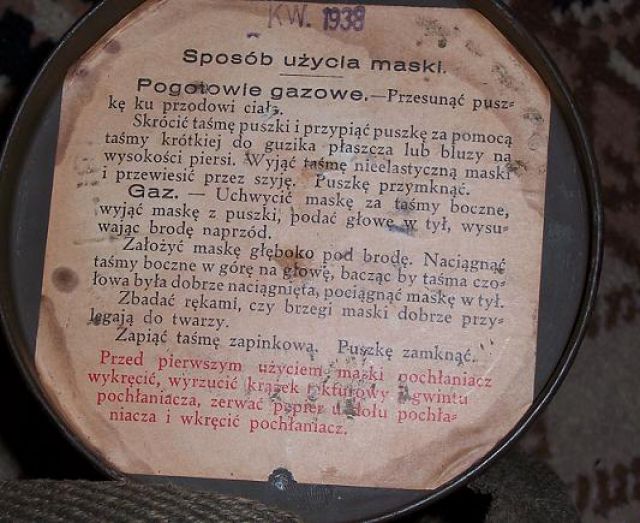 KW. 1938
Sposób użycia maski.
Pogotowie gazowe.—Przesunąć pusz-
kę ku przodowi ciała.
Skrócić taśmę puszki i przypiąć puszkę za pomocą
taśmy krótkiej do guzika płaszcza lub bluzy na
wysokości piersi. Wyjąć taśmę nieelastyczną maski
i przewiesić przez szyję. Puszkę przymknąć.
Gaz. — Uchwycić maskę za taśmy boczne,
wyjąć maskę z puszki, podać głowę w tył, wysu-
wając brodę naprzód.
Założyć maskę głęboko pod brodę. Naciągnąć
taśmy boczne w górę na głowę, bacząc by taśma czo-
łowa była dobrze naciągnięta, pociągnąć maskę w tył.
Zbadać rękami, czy brzegi maski dobrze przy-
legają do twarzy.
Zapiąć taśmę zapinkową. Puszkę zamknąć.
Przed pierwszym użyciem maski pochłaniacz
wykręcić, wyrzucić krążek tekturowy z gwintu
pochłaniacza, zerwać papier u dołu pochła-
niacza i wkręcić pochłaniacz.